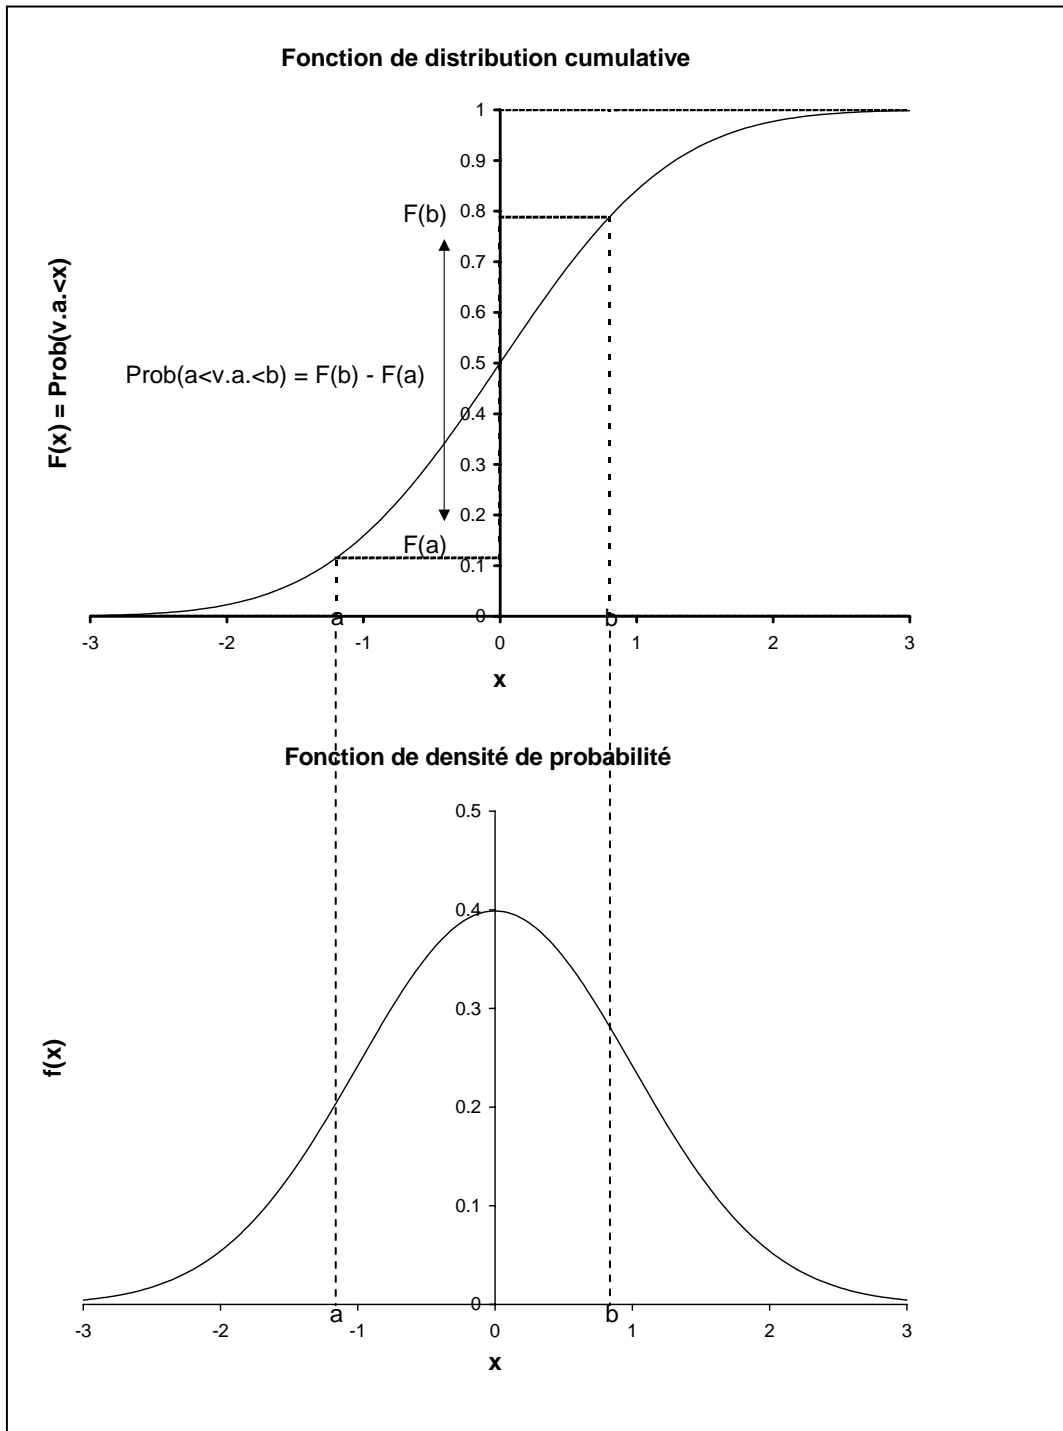 Fonction de distribution cumulative
1
0.9
F(b) 0.8
0.7
0.6
F(x) = Prob(v.a.<x)
Prob(a<v.a.<b) = F(b) - F(a)
0.5
0.4
0.3
0.2
F(a)
0.1
0
a b
-3 -2 -1 0 1 2 3
x
Fonction de densité de probabilité
0.5
0.4
0.3
f(x)
0.2
0.1
0
a b
-3 -2 -1 0 1 2 3
x